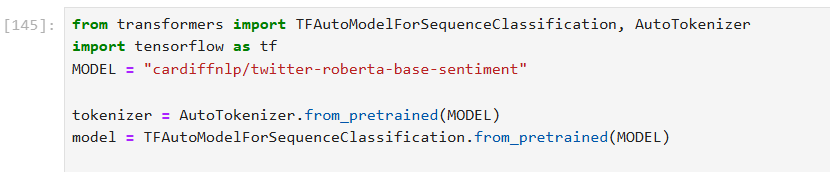 [145]: from transformers import TFAutoModelForSequenceClassification, AutoTokenizer
import tensorflow as tf
MODEL = "cardiffnlp/twitter-roberta-base-sentiment"
tokenizer = AutoTokenizer.from_pretrained(MODEL)
model = TFAutoModelForSequenceClassification.from_pretrained(MODEL)